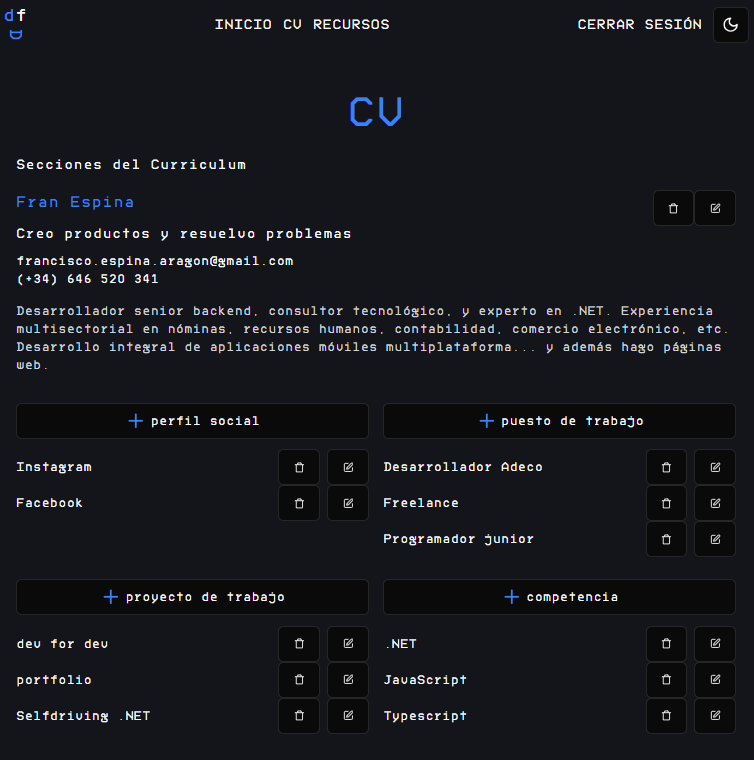 df
INICIO CV RECURSOS
CERRAR SESIÓN
CV
Secciones del Curriculum
Fran Espina
Creo productos y resuelvo problemas
francisco.espina.aragon@gmail.com
(+34) 646 520 341
Desarrollador senior backend, consultor tecnológico, y experto en .NET. Experiencia
multisectorial en nóminas, recursos humanos, contabilidad, comercio electrónico, etc.
Desarrollo integral de aplicaciones móviles multiplataforma... y además hago páginas
web.
+ perfil social
Instagram
Facebook
+ puesto de trabajo
Desarrollador Adeco
Freelance
Programador junior
+ proyecto de trabajo
dev for dev
portfolio
Selfdriving .NET
+ competencia
.NET
JavaScript
Typescript